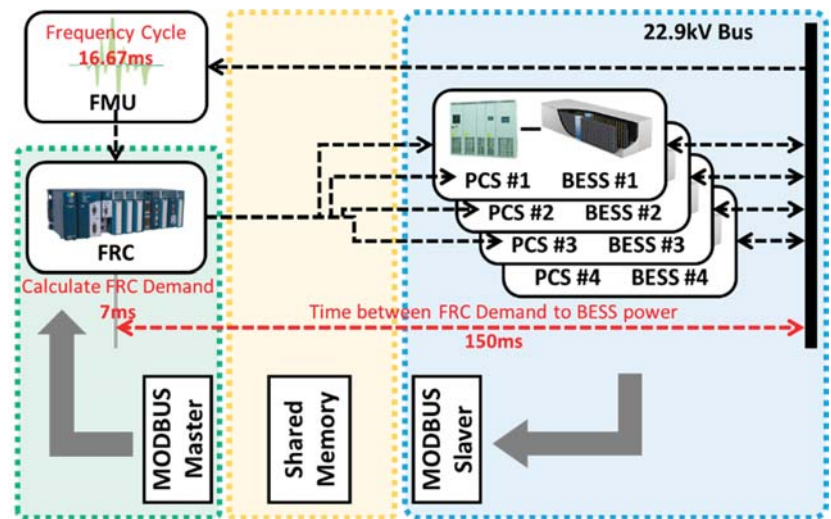 Frequency Cycle
16.67ms
FMU
22.9kV Bus
PCS #1 BESS #1
PCS #2 BESS #2
PCS #3 BESS #3
PCS #4 BESS #4
FRC
Calculate FRC Demand
7ms
Time between FRC Demand to BESS power
150ms
MODBUS
Master
Shared
Memory
MODBUS
Slaver